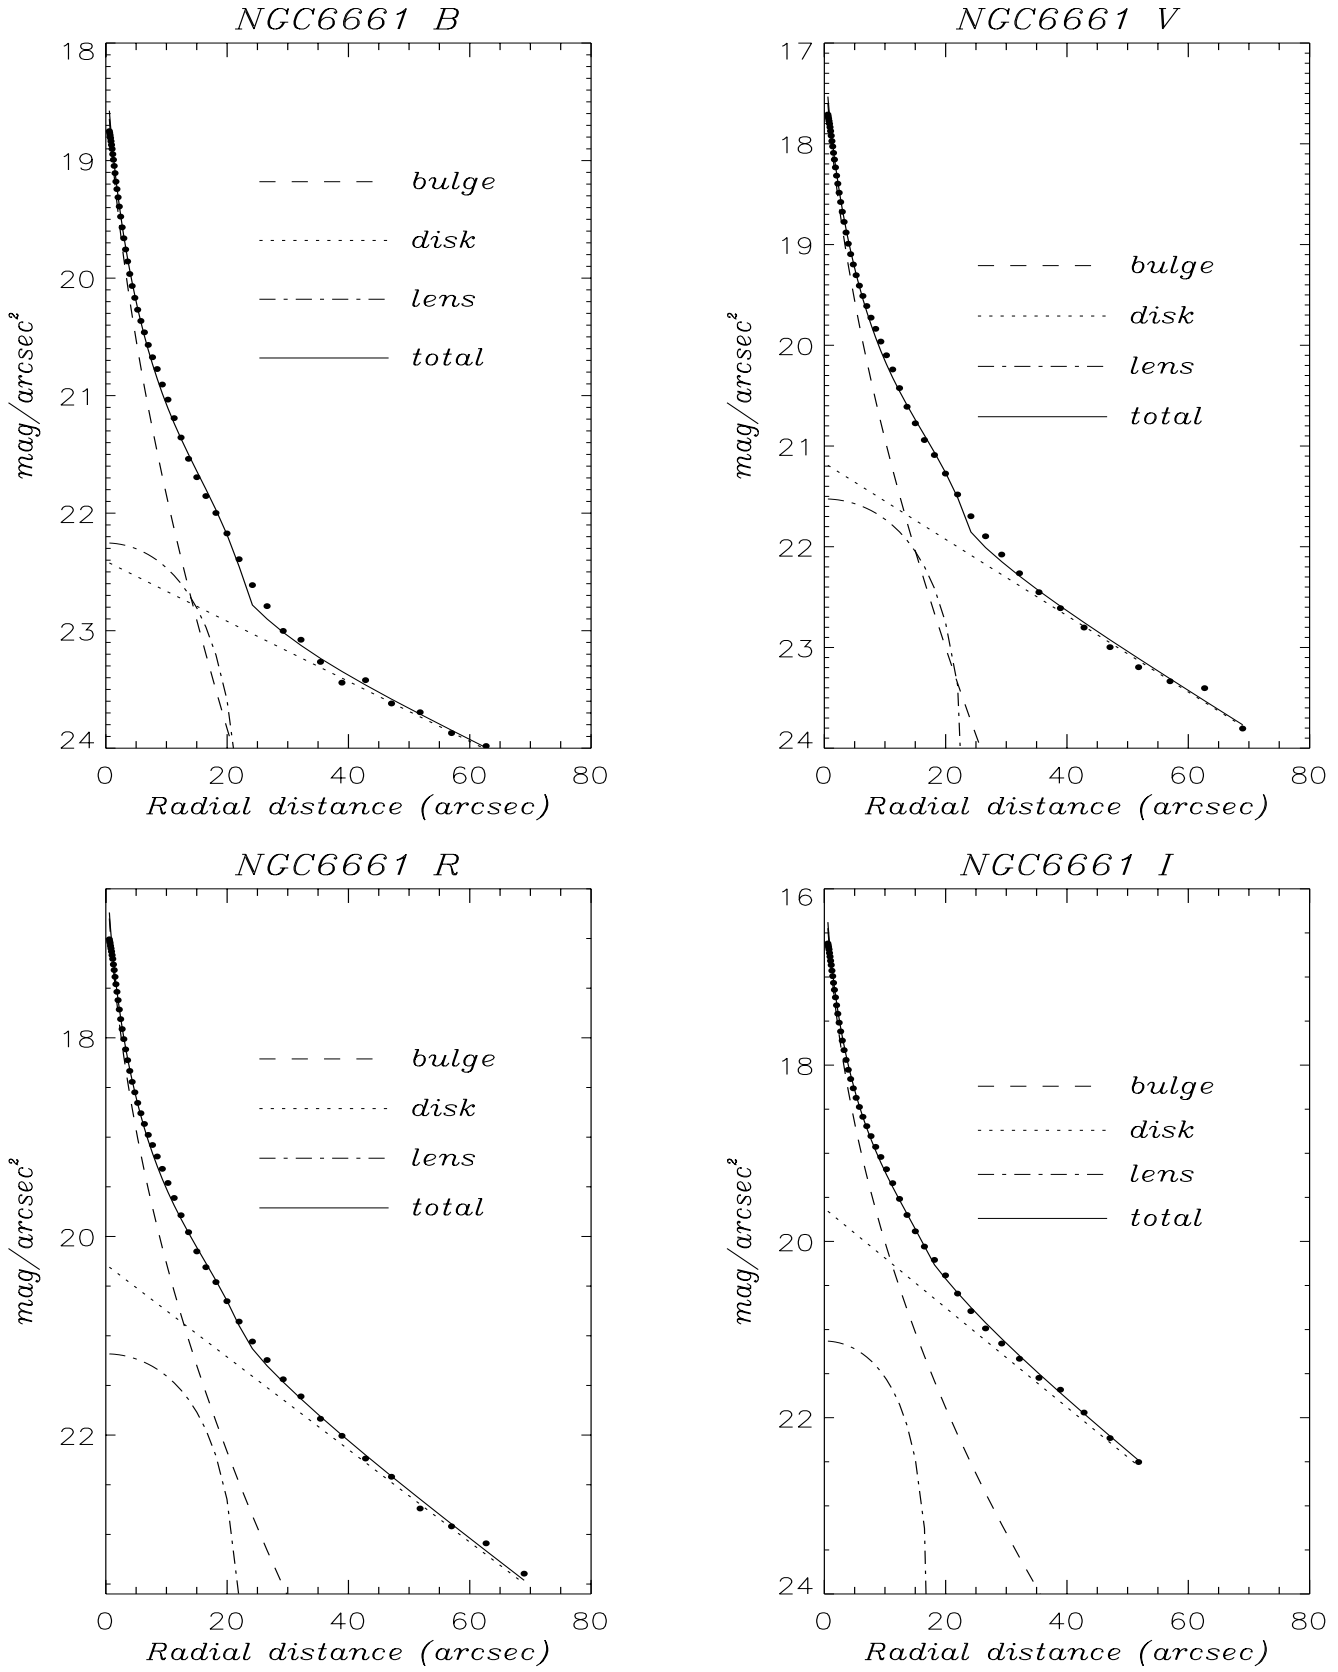 NGC6661 B
18
19
20
21
22
23
24
mag/arcsec²
bulge
disk
lens
total
0 20 40 60 80
Radial distance (arcsec)
NGC6661 V
17
18
19
20
21
22
23
24
mag/arcsec²
bulge
disk
lens
total
0 20 40 60 80
Radial distance (arcsec)
NGC6661 R
18
20
22
mag/arcsec²
bulge
disk
lens
total
0 20 40 60 80
Radial distance (arcsec)
NGC6661 I
16
18
20
22
24
mag/arcsec²
bulge
disk
lens
total
0 20 40 60 80
Radial distance (arcsec)